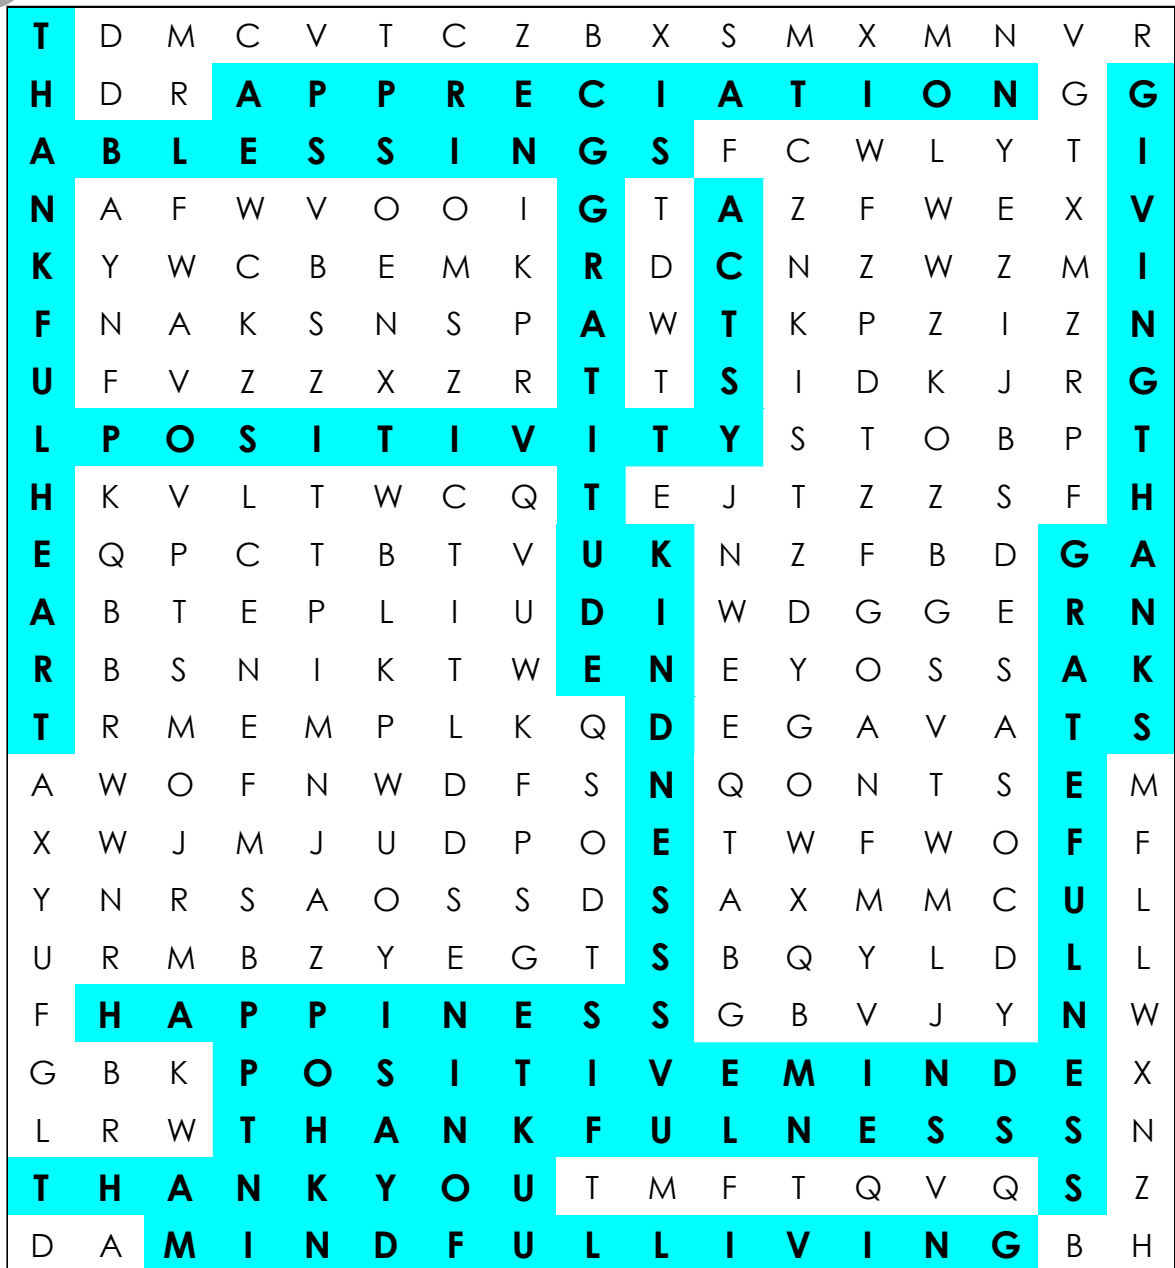 T D M C V T C Z B X S M X M N V R
H D R A P P R E C I A T I O N G G
A B L E S S I N G S F C W L Y T I
N A F W V O O I G T A Z F W E X V
K Y W C B E M K R D C N Z W Z M I
F N A K S N S P A W T K P Z I Z N
U F V Z Z X Z R T T S I D K J R G
L P O S I T I V I T Y S T O B P T
H K V L T W C Q T E J T Z Z S F H
E Q P C T B T V U K N Z F B D G A
A B T E P L I U D I W D G G E R N
R B S N I K T W E N E Y O S S A K
T R M E M P L K Q D E G A V A T S
A W O F N W D F S N Q O N T S E M
X W J M J U D P O E T W F W O F F
Y N R S A O S S D S A X M M C U L
U R M B Z Y E G T S B Q Y L D L L
F H A P P I N E S S G B V J Y N W
G B K P O S I T I V E M I N D E X
L R W T H A N K F U L N E S S S N
T H A N K Y O U T M F T Q V Q S Z
D A M I N D F U L L I V I N G B H